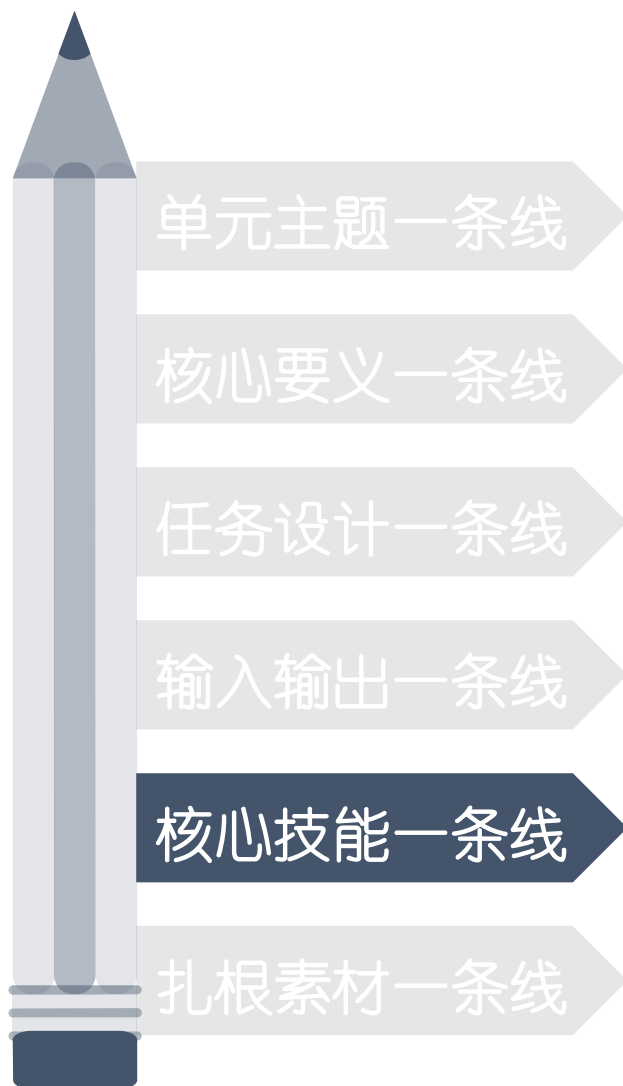 单元主题一条线
核心要义一条线
任务设计一条线
输入输出一条线
核心技能一条线
扎根素材一条线